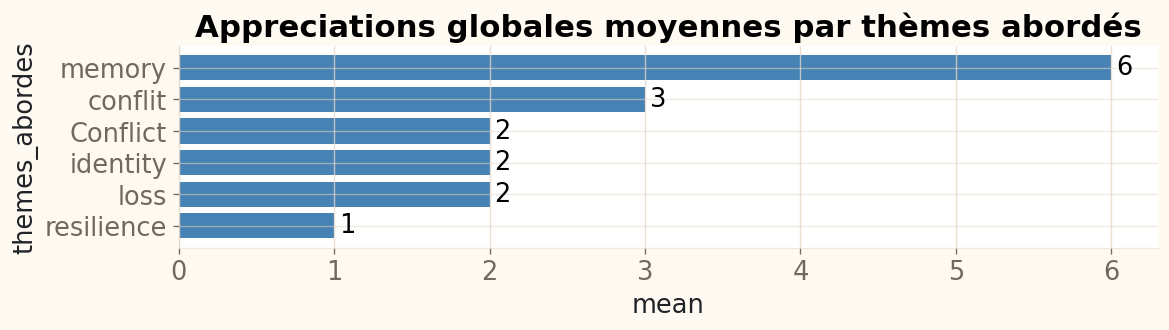 Appreciations globales moyennes par thèmes abordés
themes_abordes
memory 6
conflit 3
Conflict 2
identity 2
loss 2
resilience 1
0 1 2 3 4 5 6
mean